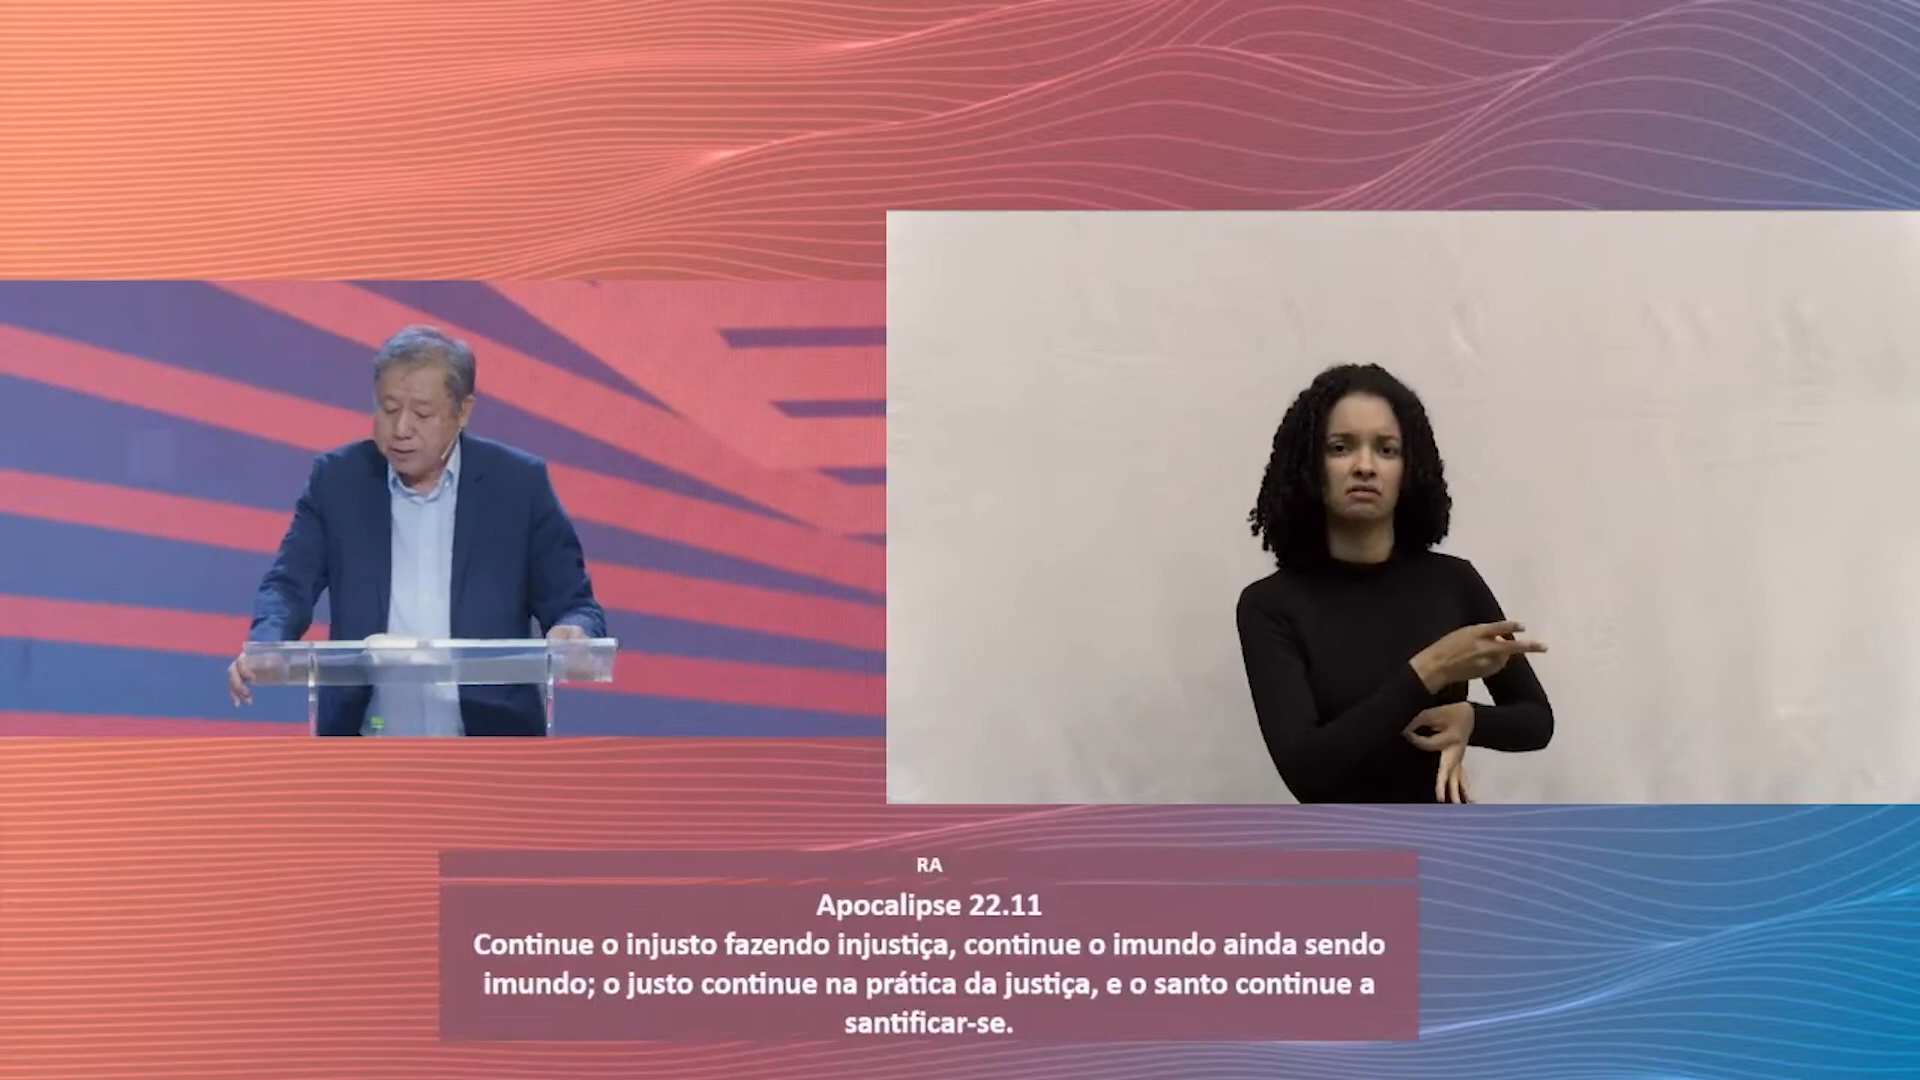 RA
Apocalipse 22.11
Continue o injusto fazendo injustiça, continue o imundo ainda sendo
imundo; o justo continue na prática da justiça, e o santo continue a
santificar-se.